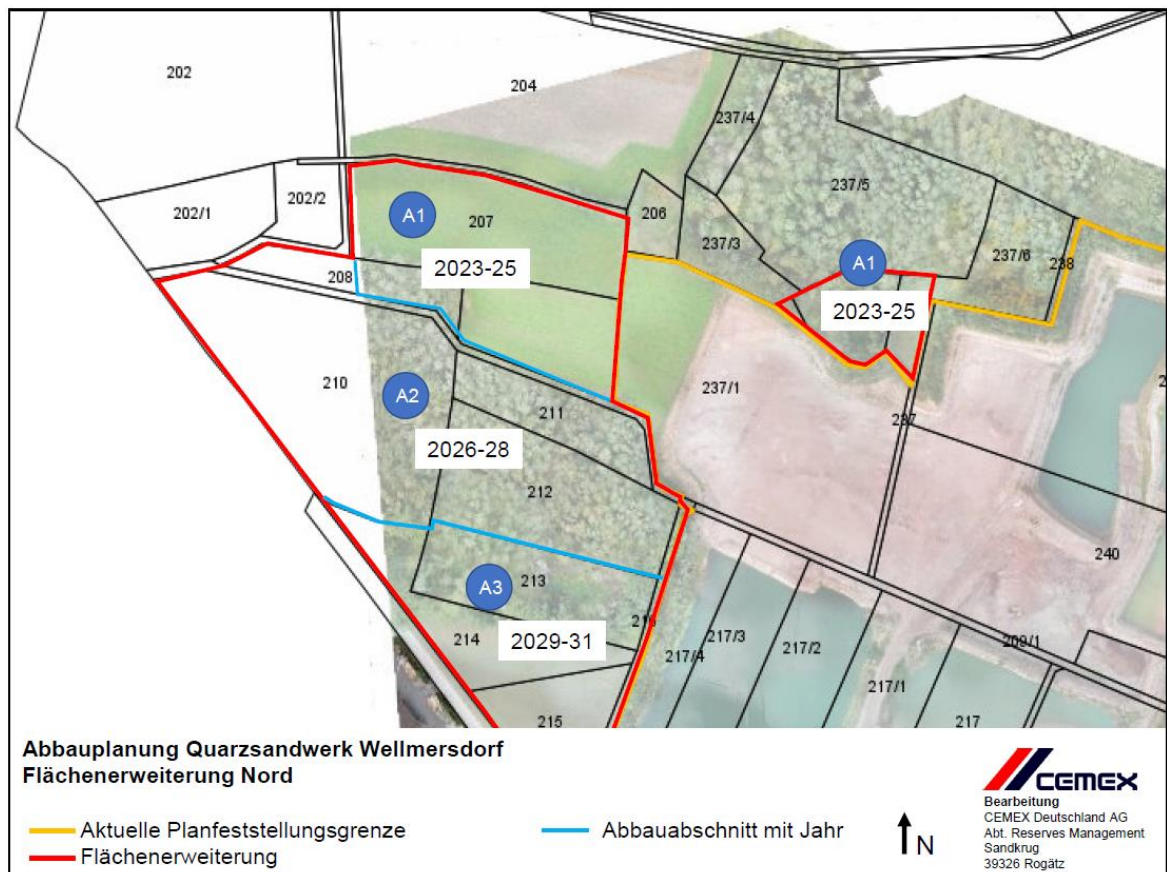 202
204
237/4
237/5
202/1
202/2
A1
207
206
237/3
A1
237/6
238
208
2023-25
2023-25
210
A2
211
237/1
237
2026-28
212
240
A3
213
214
2029-31
217/4
217/3
217/2
209/1
217/1
215
217
Abbauplanung Quarzsandwerk Wellmersdorf
Flächenerweiterung Nord
Aktuelle Planfeststellungsgrenze
Flächenerweiterung
Abbauabschnitt mit Jahr
N
CEMEX
Bearbeitung
CEMEX Deutschland AG
Abt. Reserves Management
Sandkrug
39326 Rogätz